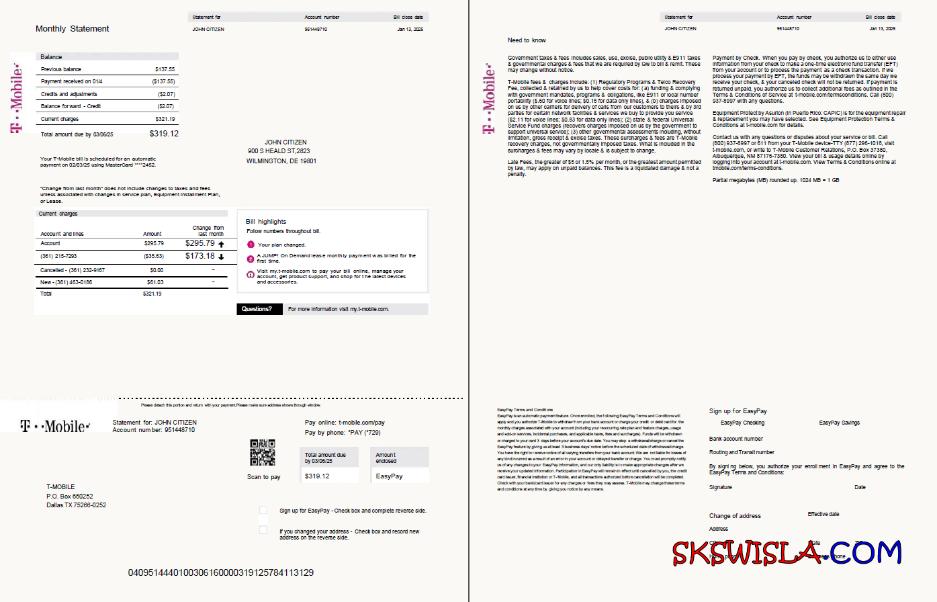 Monthly Statement
Statement for Account number Bill close date
JOHN CITIZEN 951448710 Jan 13, 2025
T··Mobile
Balance
Previous balance $137.55
Payment received on 01/4 ($137.55)
Credits and adjustments ($2.07)
Balance forward - Credit ($2.07)
Current charges $321.19
Total amount due by 03/06/25 $319.12
Your T-Mobile bill is scheduled for an automatic
payment on 02/03/25 using MasterCard ****2452.
JOHN CITIZEN
900 S HEALD ST,2823
WILMINGTON, DE 19801
"Change from last month" does not include changes to taxes and fees
unless associated with changes in service plan, Equipment Instalment Plan,
or Lease.
Current charges
Account and lines Amount Change from
last month
Account $295.79 $295.79
(361) 215-7293 ($35.63) $173.18
Cancelled - (361) 232-9167 $0.00 -
New - (361) 463-0186 $61.03 -
Total $321.19
Bill highlights
Follow numbers throughout bill.
Your plan changed.
A JUMP! On Demand lease monthly payment was billed for the
first time.
Visit my.t-mobile.com to pay your bill online, manage your
account, get product support, and shop for the latest devices
and accessories.
Questions? For more information visit my.t-mobile.com.
Please detach this portion and return with your payment. Please make sure address shows through window.
T··Mobile
Statement for: JOHN CITIZEN
Account number: 951448710
Pay online: t-mobile.com/pay
Pay by phone: *PAY (*729)
Scan to pay
Total amount due
by 03/06/25
$319.12
Amount
enclosed
EasyPay
T-MOBILE
P.O. Box 660252
Dallas TX 75266-0252
Sign up for EasyPay - Check box and complete reverse side.
If you changed your address - Check box and record new
address on the reverse side.
0409514440100306160000319125784113129
Statement for Account number Bill close date
JOHN CITIZEN 951448710 Jan 13, 2025
T··Mobile
Need to know
Government taxes & fees includes sales, use, excise, public utility & E911 taxes
& governmental charges & fees that we are required by law to bill & remit. These
may change without notice.
T-Mobile fees & charges include: (1) Regulatory Programs & Telco Recovery
Fee, collected & retained by us to help cover costs for: (a) funding & complying
with government mandates, programs & obligations, like E911 or local number
portability ($.60 for voice lines; $0.15 for data only lines), & (b) charges imposed
on us by other carriers for delivery of calls from our customers to theirs & by 3rd
parties for certain network facilities & services we buy to provide you service
($2.11 for voice lines; $0.83 for data only lines); (2) state & federal Universal
Service Fund charges (recovers charges imposed on us by the government to
support universal service); (3) other governmental assessments including, without
limitation, gross receipt & excise taxes. These surcharges & fees are T-Mobile
recovery charges, not governmentally imposed taxes. What is included in the
surcharges & fees may vary by locale & is subject to change.
Late Fees, the greater of $5 or 1.5% per month, or the greatest amount permitted
by law, may apply on unpaid balances. This fee is a liquidated damage & not a
penalty.
Payment by Check. When you pay by check, you authorize us to either use
information from your check to make a one-time electronic fund transfer (EFT)
from your account or to process the payment as a check transaction. If we
process your payment by EFT, the funds may be withdrawn the same day we
receive your check, & your canceled check will not be returned. If payment is
returned unpaid, you authorize us to collect additional fees as outlined in the
Terms & Conditions of Service at t-mobile.com/termsconditions. Call (800)
937-8997 with any questions.
Equipment Protect by Asurion (in Puerto Rico, CAPIC) is for the equipment repair
& replacement you may have selected. See Equipment Protection Terms &
Conditions at t-mobile.com for details.
Contact us with any questions or disputes about your service or bill. Call
(800) 937-8997 or 611 from your T-Mobile device-TTY (877) 296-1018, visit
t-mobile.com, or write to T-Mobile Customer Relations, P.O. Box 37380,
Albuquerque, NM 87176-7380. View your bill & usage details online by
logging into your account at t-mobile.com. View Terms & Conditions online at
tmobile.com/terms-conditions.
Partial megabytes (MB) rounded up. 1024 MB = 1 GB
EasyPay Terms and Conditions
Sign up for EasyPay
EasyPay Checking EasyPay Savings
Bank account number
Routing and Transit number
By signing below, you authorize your enrollment in EasyPay and agree to the
EasyPay Terms and Conditions:
Signature Date
Change of address Effective date
Address
SKSWISLA.COM